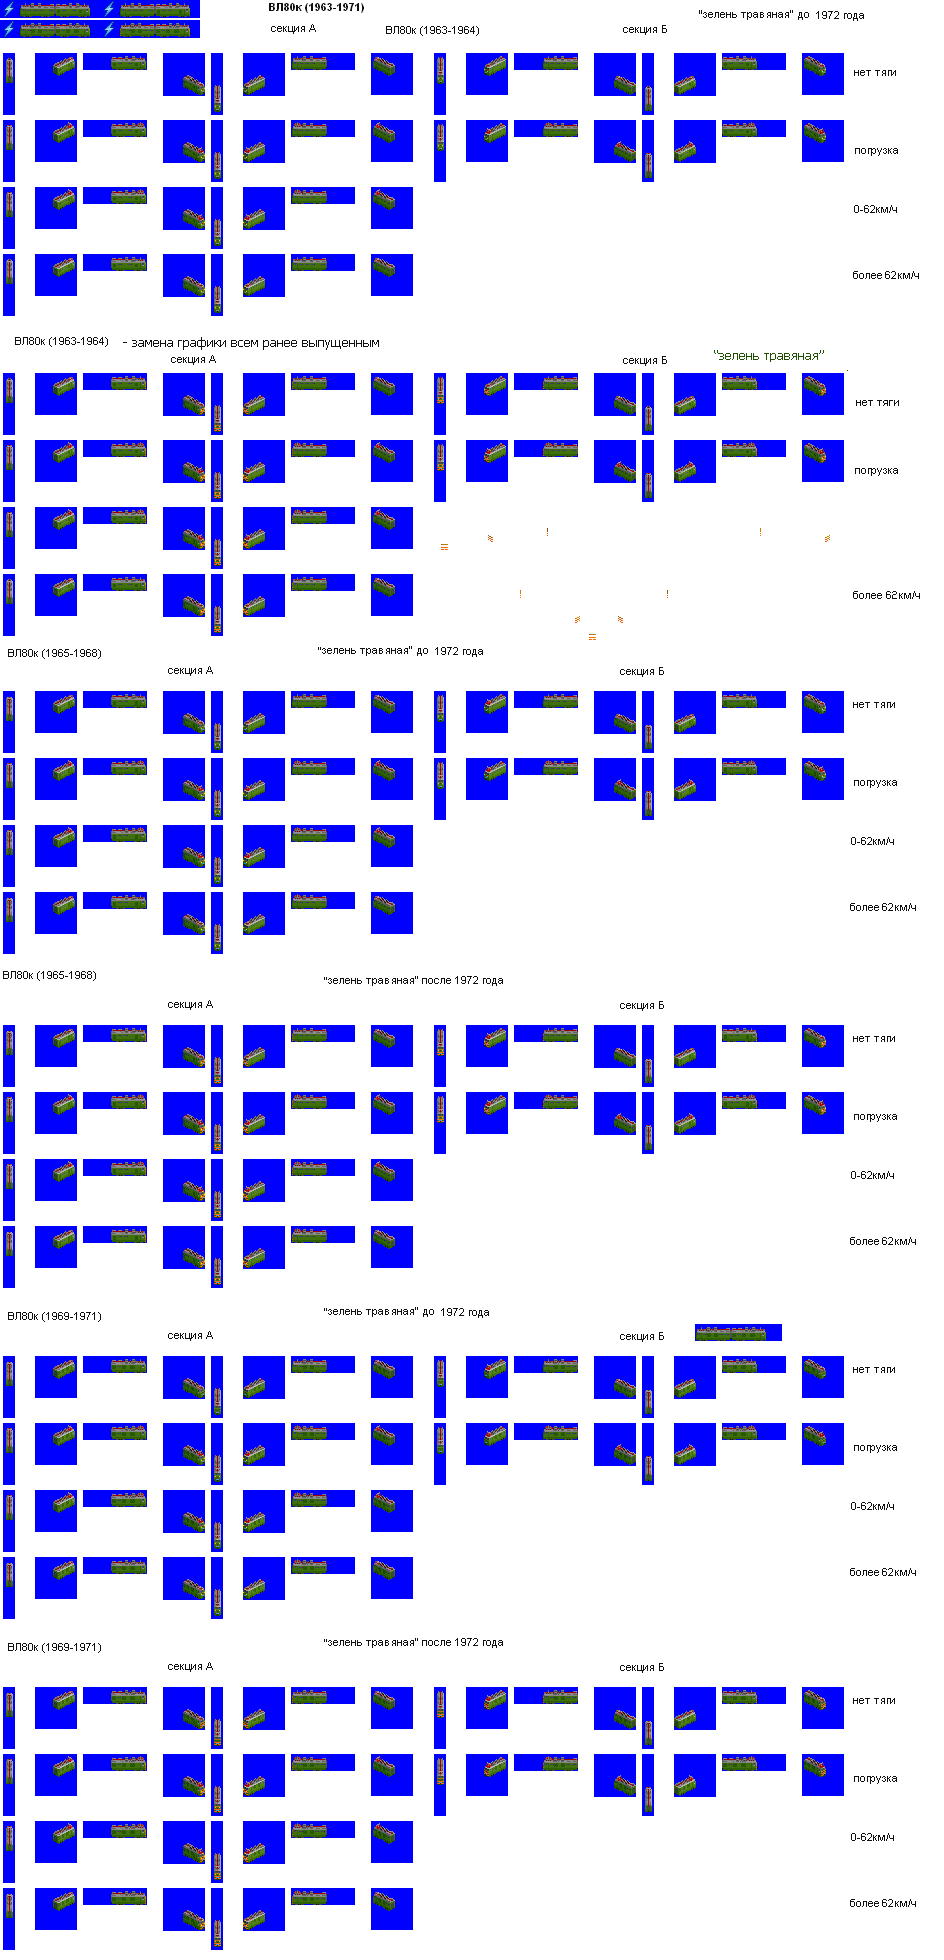 ВЛ80к (1963-1971)
"зелень травяная" до 1972 года
секция А
ВЛ80к (1963-1964)
секция Б
нет тяги
погрузка
0-62км/ч
более 62км/ч
ВЛ80к (1963-1964) - замена графики всем ранее выпущенным
секция А
секция Б
"зелень травяная"
нет тяги
погрузка
более 62км/ч
ВЛ80к (1965-1968)
"зелень травяная" до 1972 года
секция А
секция Б
нет тяги
погрузка
0-62км/ч
более 62км/ч
ВЛ80к (1965-1968)
"зелень травяная" после 1972 года
секция А
секция Б
нет тяги
погрузка
0-62км/ч
более 62км/ч
ВЛ80к (1969-1971)
"зелень травяная" до 1972 года
секция А
секция Б
нет тяги
погрузка
0-62км/ч
более 62км/ч
ВЛ80к (1969-1971)
"зелень травяная" после 1972 года
секция А
секция Б
нет тяги
погрузка
0-62км/ч
более 62км/ч